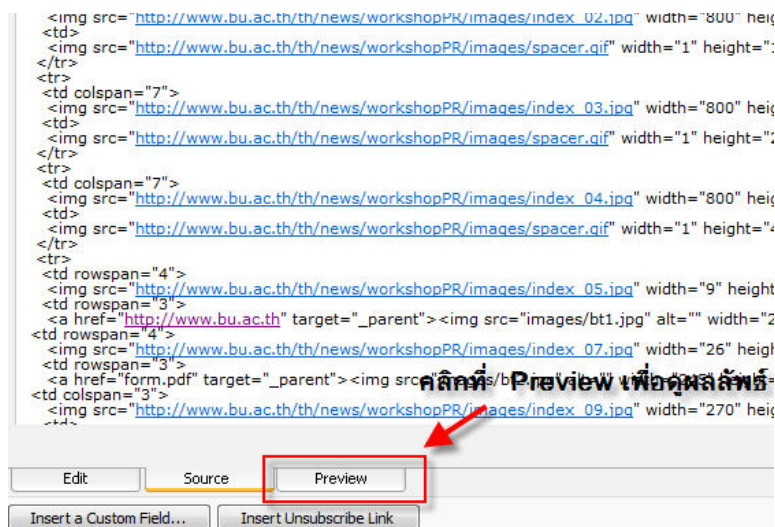 <img src="http://www.bu.ac.th/th/news/workshopPR/images/index_02.jpg" width="800" heig
<td>
<img src="http://www.bu.ac.th/th/news/workshopPR/images/spacer.gif" width="1" height="1
</tr>
<tr>
<td colspan="7">
<img src="http://www.bu.ac.th/th/news/workshopPR/images/index_03.jpg" width="800" heig
<td>
<img src="http://www.bu.ac.th/th/news/workshopPR/images/spacer.gif" width="1" height="2
</tr>
<tr>
<td colspan="7">
<img src="http://www.bu.ac.th/th/news/workshopPR/images/index_04.jpg" width="800" heig
<td>
<img src="http://www.bu.ac.th/th/news/workshopPR/images/spacer.gif" width="1" height="4
</tr>
<tr>
<td rowspan="4">
<img src="http://www.bu.ac.th/th/news/workshopPR/images/index_05.jpg" width="9" height
<td rowspan="3">
<a href="http://www.bu.ac.th" target="_parent"><img src="images/bt1.jpg" alt="" width="2
<td rowspan="4">
<img src="http://www.bu.ac.th/th/news/workshopPR/images/index_07.jpg" width="26" heigh
<td rowspan="3">
<a href="form.pdf" target="_parent"><img src=
คลิกที่ Preview เพื่อดูผลลัพธ์
<td colspan="3">
<img src="http://www.bu.ac.th/th/news/workshopPR/images/index_09.jpg" width="270" heig
<td>
Edit Source Preview
Insert a Custom Field... Insert Unsubscribe Link